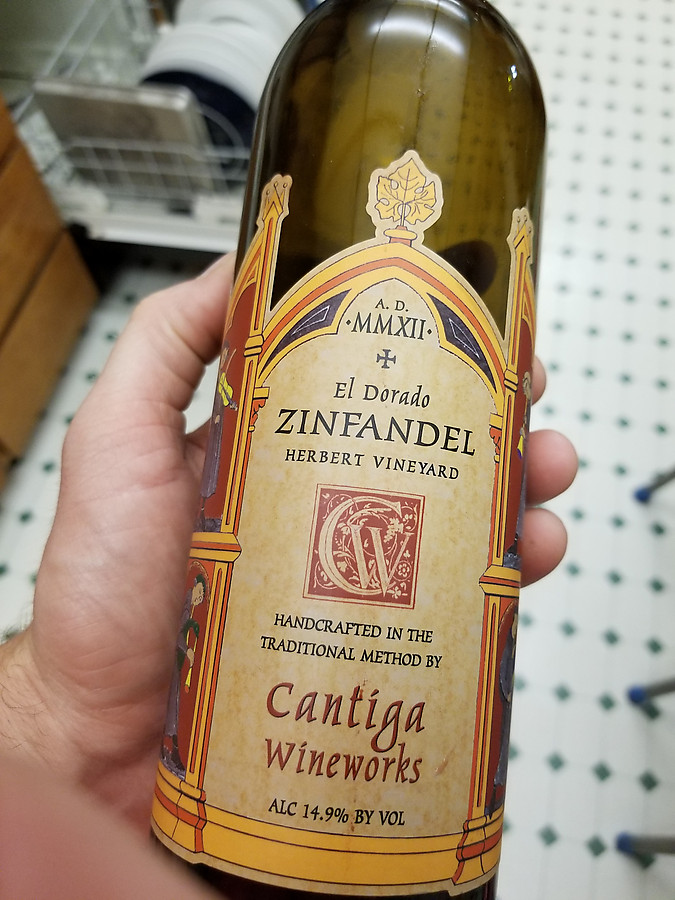 A. D.
·MMXII·
El Dorado
ZINFANDEL
HERBERT VINEYARD
CW
HANDCRAFTED IN THE
TRADITIONAL METHOD BY
Cantiga
Wineworks
ALC 14.9% BY VOL